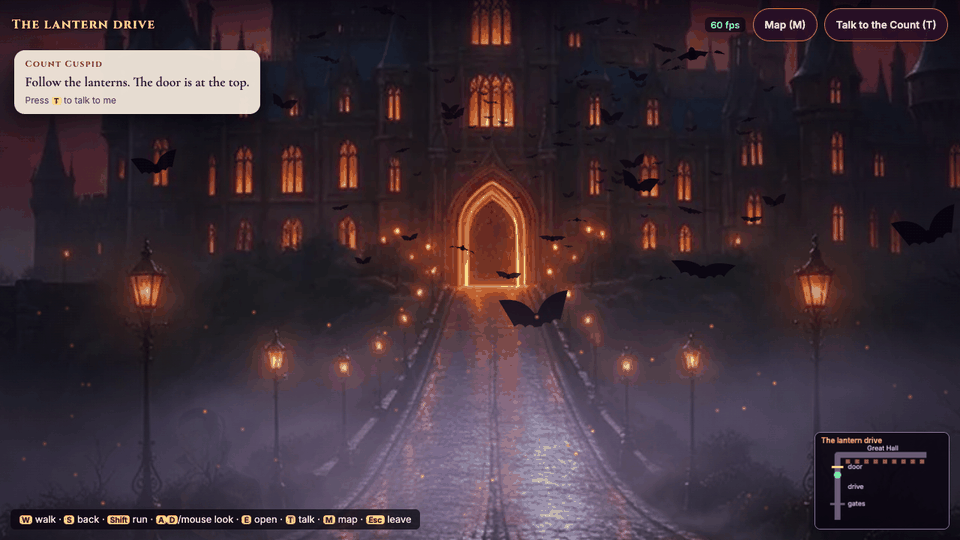 THE LANTERN DRIVE
60 fps
Map (M)
Talk to the Count (T)
COUNT CUSPID
Follow the lanterns. The door is at the top.
Press T to talk to me
The lantern drive
Great Hall
door
drive
gates
W walk · S back · Shift run · A D/mouse look · E open · T talk · M map · Esc leave